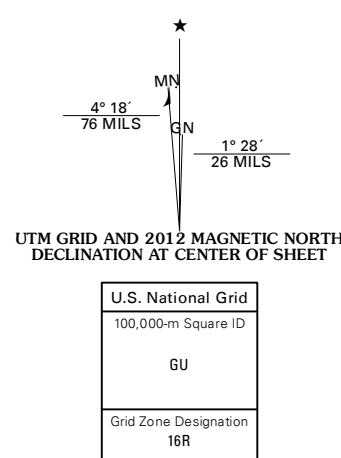 ★
MN
4° 18´
76 MILS
GN
1° 28´
26 MILS
UTM GRID AND 2012 MAGNETIC NORTH
DECLINATION AT CENTER OF SHEET
U.S. National Grid
100,000-m Square ID
GU
Grid Zone Designation
16R